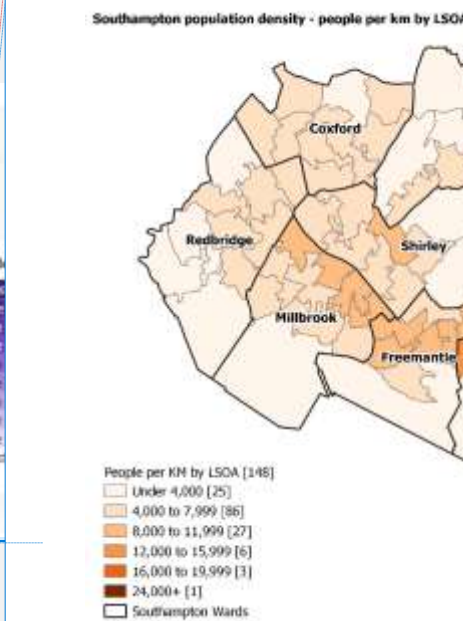 Southampton population density - people per km by LSOA
Coxford
Redbridge
Shirley
Millbrook
Freemantle
People per KM by LSOA [148]
Under 4,000 [25]
4,000 to 7,999 [86]
8,000 to 11,999 [27]
12,000 to 15,999 [6]
16,000 to 19,999 [3]
24,000+ [1]
Southampton Wards